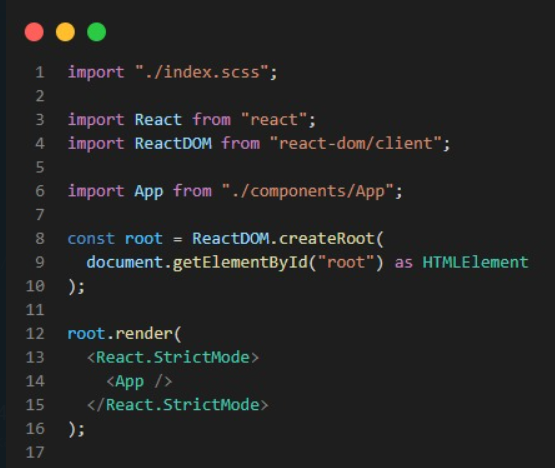 1 import "./index.scss";
2
3 import React from "react";
4 import ReactDOM from "react-dom/client";
5
6 import App from "./components/App";
7
8 const root = ReactDOM.createRoot(
9   document.getElementById("root") as HTMLElement
10 );
11
12 root.render(
13   <React.StrictMode>
14     <App />
15   </React.StrictMode>
16 );
17